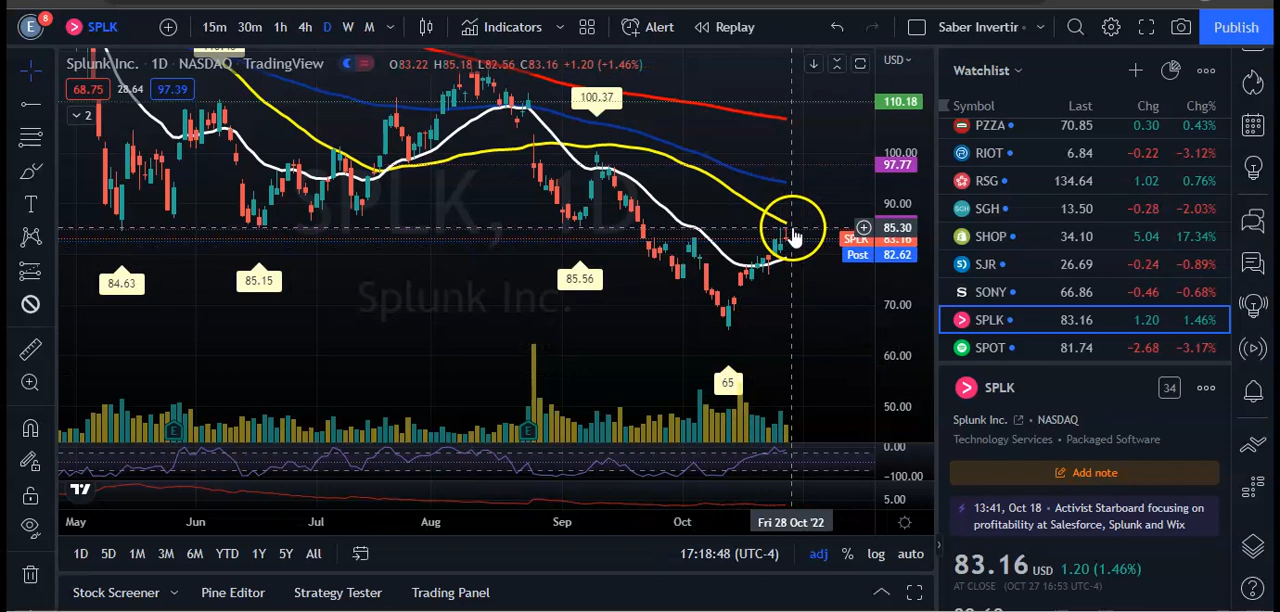 E 8 SPLK 15m 30m 1h 4h D W M Indicators Alert Replay Saber Invertir Publish
Splunk Inc. · 1D · NASDAQ · TradingView O83.22 H85.18 L82.56 C83.16 +1.20 (+1.46%)
68.75 28.64 97.39
2
100.37
84.63
85.15
85.56
65
SPLK, 1D
Splunk Inc.
E
E
USD
110.18
100.00
97.77
90.00
85.30
SPLK 83.16
Post 82.62
70.00
60.00
50.00
0.00
-100.00
5.00
May Jun Jul Aug Sep Oct Fri 28 Oct '22
1D 5D 1M 3M 6M YTD 1Y 5Y All 17:18:48 (UTC-4) adj % log auto
Stock Screener Pine Editor Strategy Tester Trading Panel
Watchlist
Symbol Last Chg Chg%
PZZA 70.85 0.30 0.43%
RIOT 6.84 -0.22 -3.12%
RSG 134.64 1.02 0.76%
SGH 13.50 -0.28 -2.03%
SHOP 34.10 5.04 17.34%
SJR 26.69 -0.24 -0.89%
SONY 66.86 -0.46 -0.68%
SPLK 83.16 1.20 1.46%
SPOT 81.74 -2.68 -3.17%
SPLK 34
Splunk Inc. • NASDAQ
Technology Services • Packaged Software
Add note
13:41, Oct 18 • Activist Starboard focusing on
profitability at Salesforce, Splunk and Wix
83.16 USD 1.20 (1.46%)
AT CLOSE (OCT 27 16:53 UTC-4)